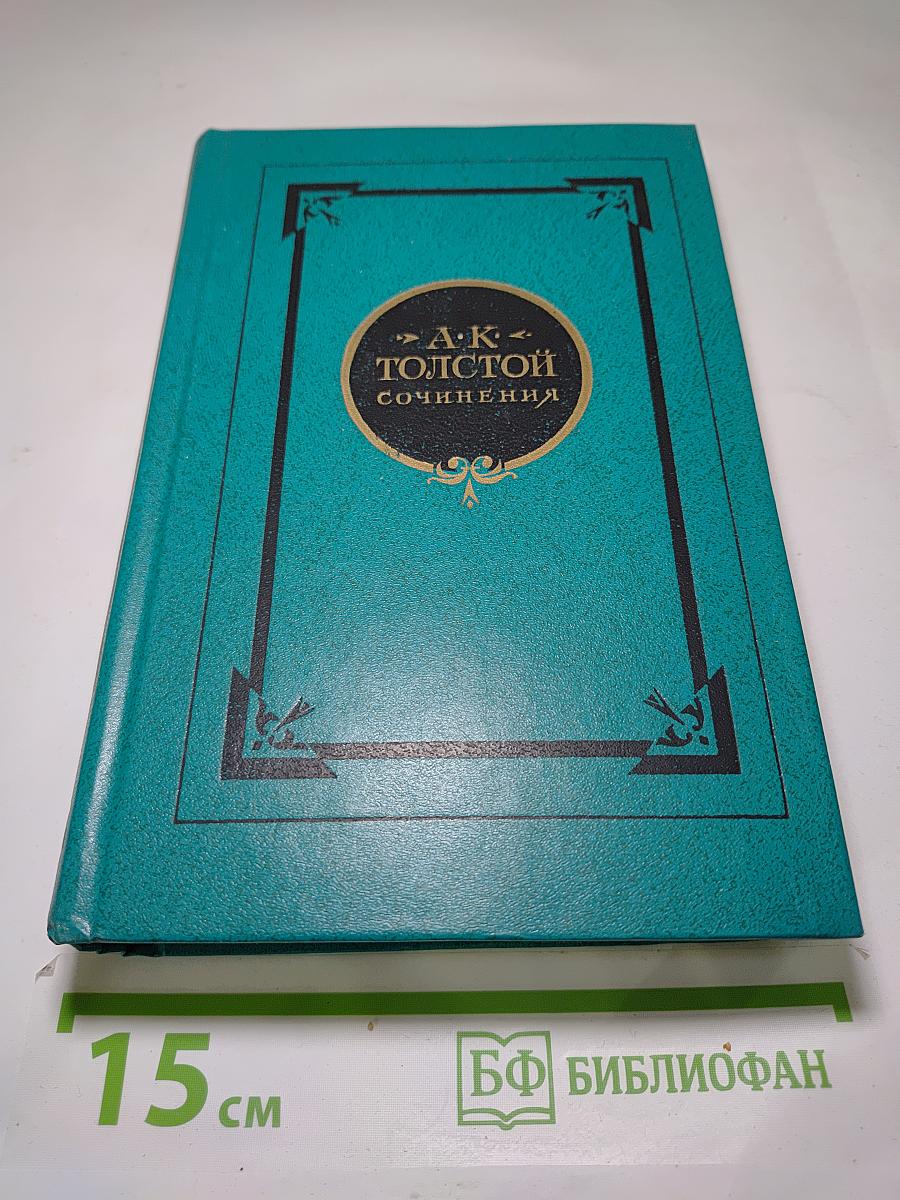 А·К·
ТОЛСТОЙ
СОЧИНЕНИЯ
15 см
БФ БИБЛИОФАН